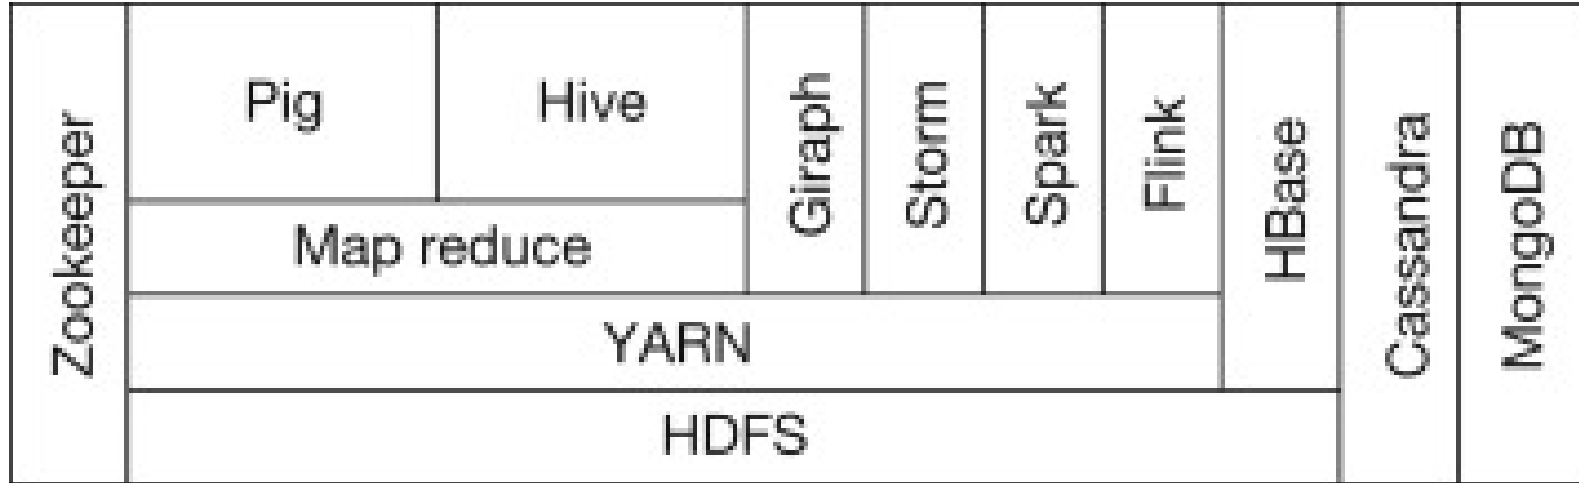 Zookeeper
Pig
Hive
Map reduce
Giraph
Storm
Spark
Flink
YARN
HDFS
HBase
Cassandra
MongoDB